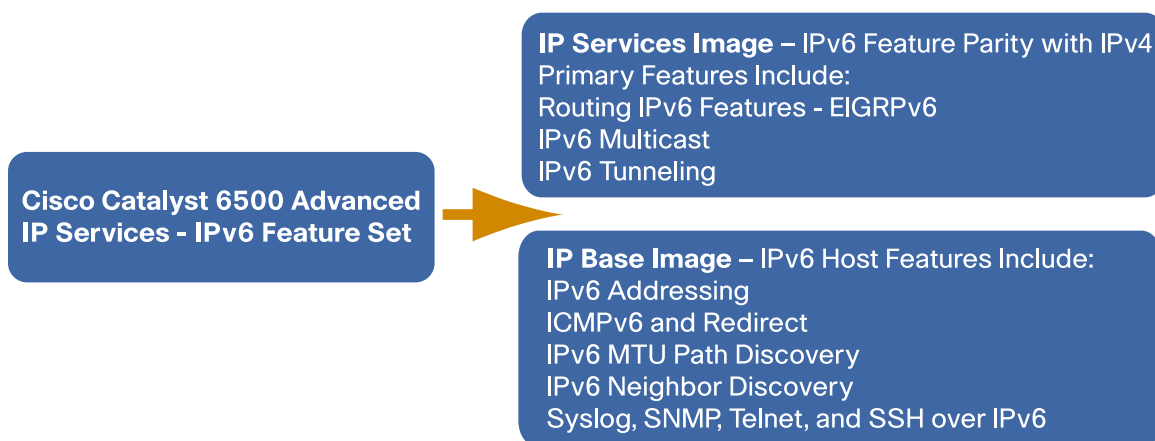 Cisco Catalyst 6500 Advanced
IP Services - IPv6 Feature Set
IP Services Image – IPv6 Feature Parity with IPv4
Primary Features Include:
Routing IPv6 Features - EIGRPv6
IPv6 Multicast
IPv6 Tunneling
IP Base Image – IPv6 Host Features Include:
IPv6 Addressing
ICMPv6 and Redirect
IPv6 MTU Path Discovery
IPv6 Neighbor Discovery
Syslog, SNMP, Telnet, and SSH over IPv6